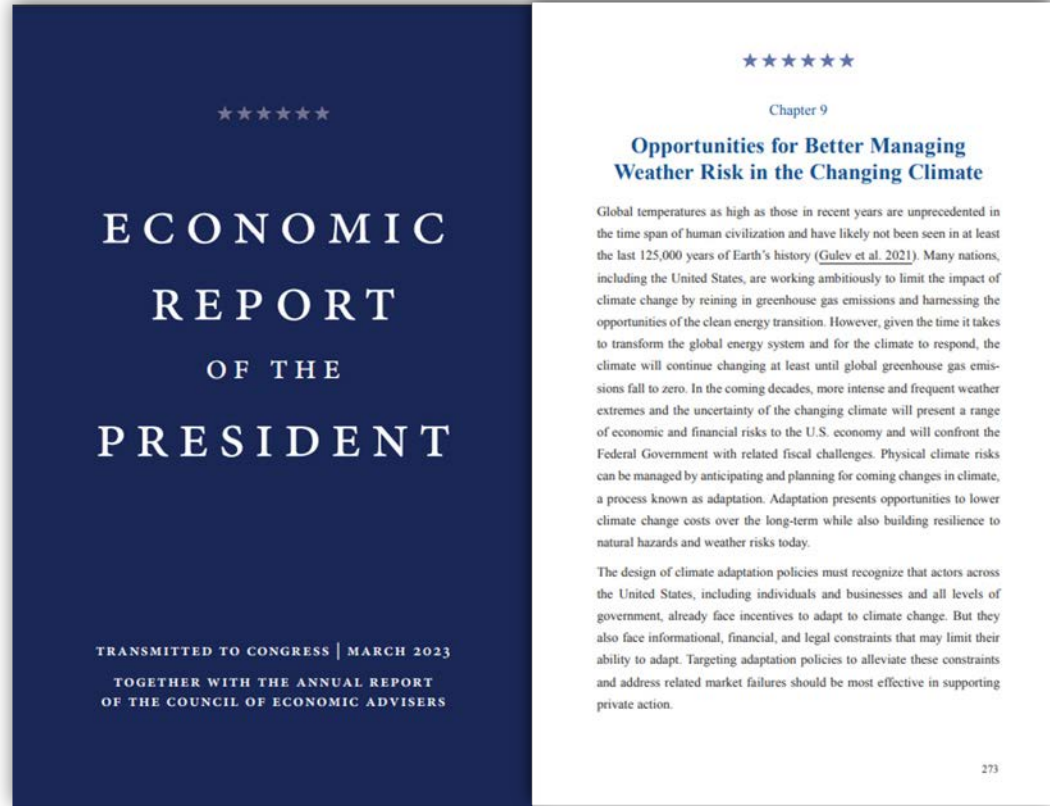 ★★★★★★
ECONOMIC
REPORT
OF THE
PRESIDENT
TRANSMITTED TO CONGRESS | MARCH 2023
TOGETHER WITH THE ANNUAL REPORT
OF THE COUNCIL OF ECONOMIC ADVISERS
★★★★★★
Chapter 9
Opportunities for Better Managing
Weather Risk in the Changing Climate
Global temperatures as high as those in recent years are unprecedented in
the time span of human civilization and have likely not been seen in at least
the last 125,000 years of Earth's history (Gulev et al. 2021). Many nations,
including the United States, are working ambitiously to limit the impact of
climate change by reining in greenhouse gas emissions and harnessing the
opportunities of the clean energy transition. However, given the time it takes
to transform the global energy system and for the climate to respond, the
climate will continue changing at least until global greenhouse gas emis-
sions fall to zero. In the coming decades, more intense and frequent weather
extremes and the uncertainty of the changing climate will present a range
of economic and financial risks to the U.S. economy and will confront the
Federal Government with related fiscal challenges. Physical climate risks
can be managed by anticipating and planning for coming changes in climate,
a process known as adaptation. Adaptation presents opportunities to lower
climate change costs over the long-term while also building resilience to
natural hazards and weather risks today.
The design of climate adaptation policies must recognize that actors across
the United States, including individuals and businesses and all levels of
government, already face incentives to adapt to climate change. But they
also face informational, financial, and legal constraints that may limit their
ability to adapt. Targeting adaptation policies to alleviate these constraints
and address related market failures should be most effective in supporting
private action.
273